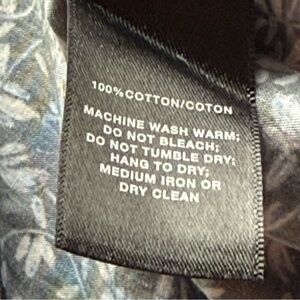 100%COTTON/COTON
MACHINE WASH WARM;
DO NOT BLEACH;
DO NOT TUMBLE DRY;
HANG TO DRY;
MEDIUM IRON OR
DRY CLEAN